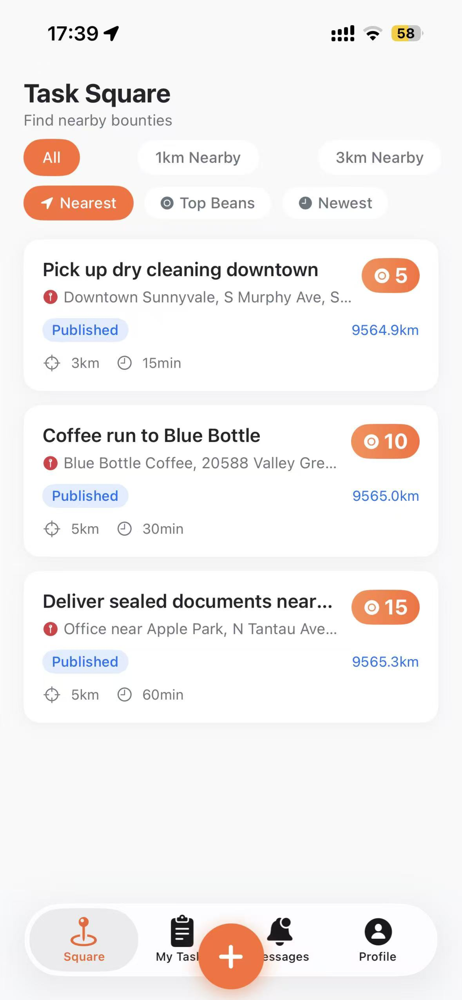 17:39
58
Task Square
Find nearby bounties
All
1km Nearby
3km Nearby
Nearest
Top Beans
Newest
Pick up dry cleaning downtown
5
Downtown Sunnyvale, S Murphy Ave, S...
Published
9564.9km
3km
15min
Coffee run to Blue Bottle
10
Blue Bottle Coffee, 20588 Valley Gre...
Published
9565.0km
5km
30min
Deliver sealed documents near...
15
Office near Apple Park, N Tantau Ave...
Published
9565.3km
5km
60min
Square
My Tas
essages
Profile